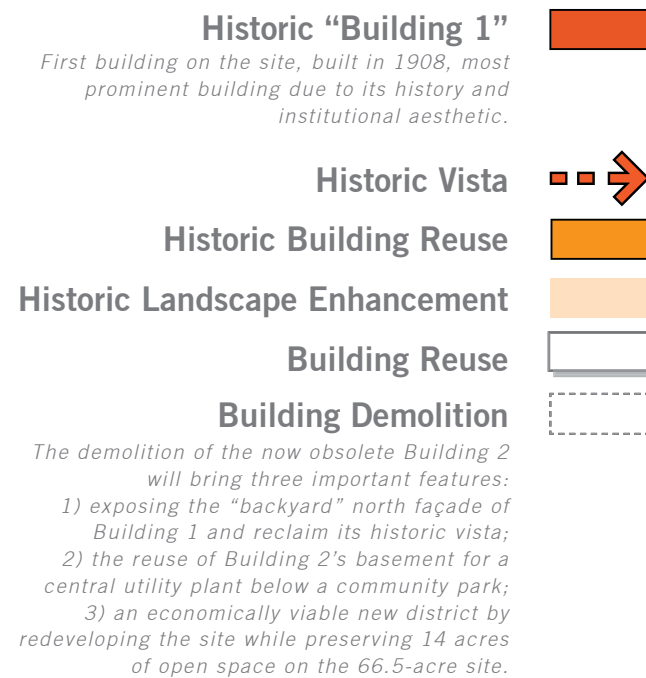 Historic “Building 1”
First building on the site, built in 1908, most
prominent building due to its history and
institutional aesthetic.
Historic Vista
Historic Building Reuse
Historic Landscape Enhancement
Building Reuse
Building Demolition
The demolition of the now obsolete Building 2
will bring three important features:
1) exposing the “backyard” north façade of
Building 1 and reclaim its historic vista;
2) the reuse of Building 2’s basement for a
central utility plant below a community park;
3) an economically viable new district by
redeveloping the site while preserving 14 acres
of open space on the 66.5-acre site.